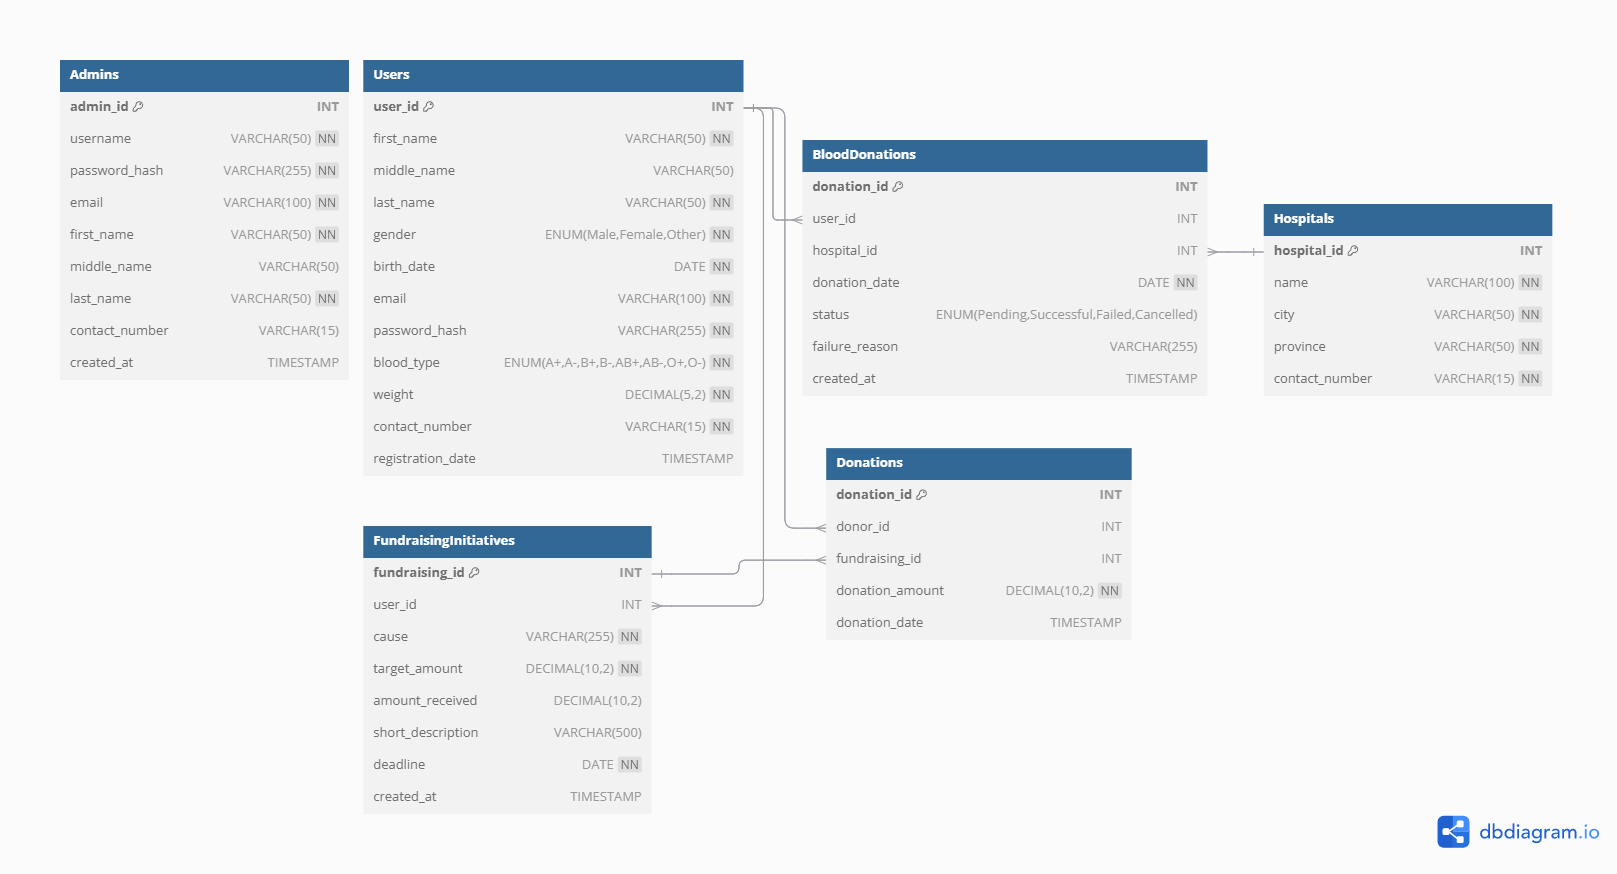 Admins
admin_id INT
username VARCHAR(50) NN
password_hash VARCHAR(255) NN
email VARCHAR(100) NN
first_name VARCHAR(50) NN
middle_name VARCHAR(50)
last_name VARCHAR(50) NN
contact_number VARCHAR(15)
created_at TIMESTAMP
Users
user_id INT
first_name VARCHAR(50) NN
middle_name VARCHAR(50)
last_name VARCHAR(50) NN
gender ENUM(Male,Female,Other) NN
birth_date DATE NN
email VARCHAR(100) NN
password_hash VARCHAR(255) NN
blood_type ENUM(A+,A-,B+,B-,AB+,AB-,O+,O-) NN
weight DECIMAL(5,2) NN
contact_number VARCHAR(15) NN
registration_date TIMESTAMP
BloodDonations
donation_id INT
user_id INT
hospital_id INT
donation_date DATE NN
status ENUM(Pending,Successful,Failed,Cancelled)
failure_reason VARCHAR(255)
created_at TIMESTAMP
Hospitals
hospital_id INT
name VARCHAR(100) NN
city VARCHAR(50) NN
province VARCHAR(50) NN
contact_number VARCHAR(15) NN
Donations
donation_id INT
donor_id INT
fundraising_id INT
donation_amount DECIMAL(10,2) NN
donation_date TIMESTAMP
FundraisingInitiatives
fundraising_id INT
user_id INT
cause VARCHAR(255) NN
target_amount DECIMAL(10,2) NN
amount_received DECIMAL(10,2)
short_description VARCHAR(500)
deadline DATE NN
created_at TIMESTAMP
dbdiagram.io